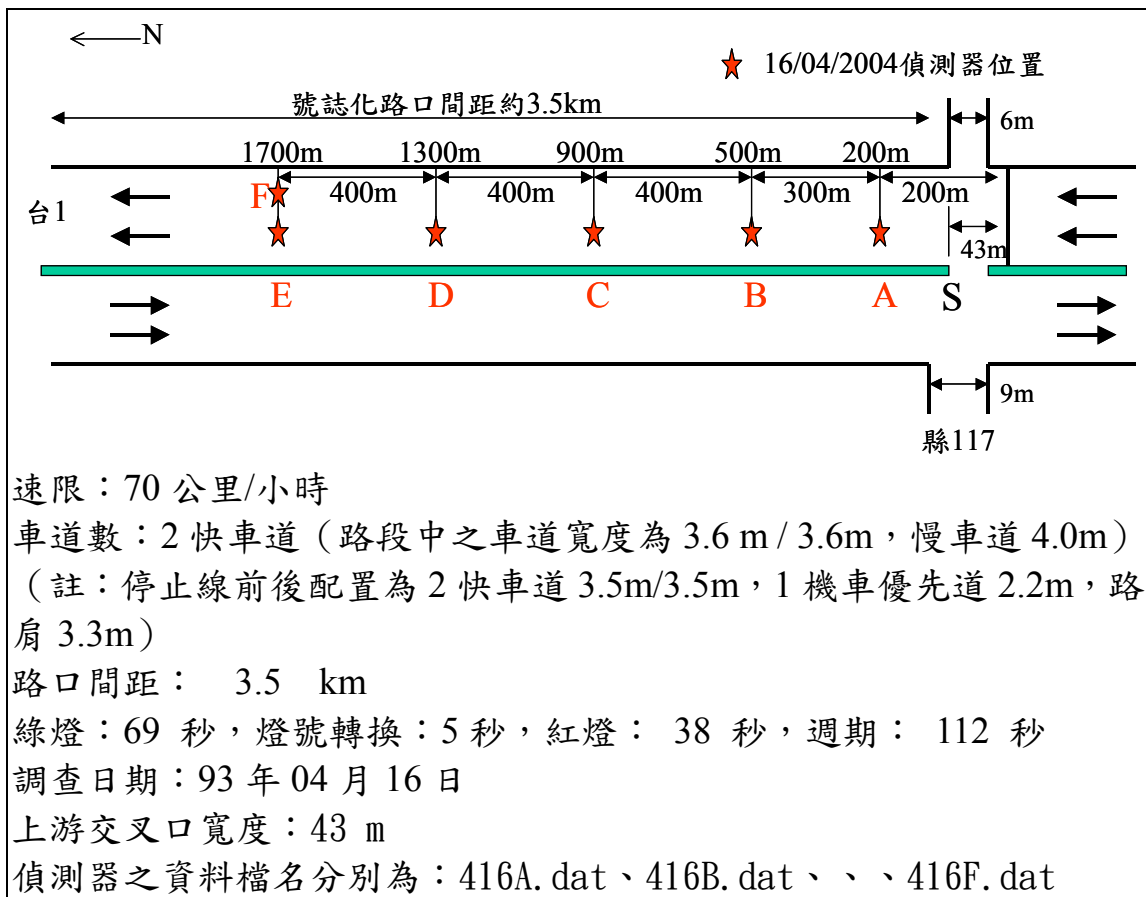 N
16/04/2004偵測器位置
號誌化路口間距約3.5km
6m
1700m 1300m 900m 500m 200m
F 400m 400m 400m 300m 200m
台1
43m
E D C B A S
9m
縣117
速限：70 公里/小時
車道數：2 快車道（路段中之車道寬度為 3.6 m / 3.6m，慢車道 4.0m）
（註：停止線前後配置為 2 快車道 3.5m/3.5m，1 機車優先道 2.2m，路
肩 3.3m）
路口間距： 3.5 km
綠燈：69 秒，燈號轉換：5 秒，紅燈： 38 秒，週期： 112 秒
調查日期：93 年 04 月 16 日
上游交叉口寬度：43 m
偵測器之資料檔名分別為：416A.dat、416B.dat、、、416F.dat